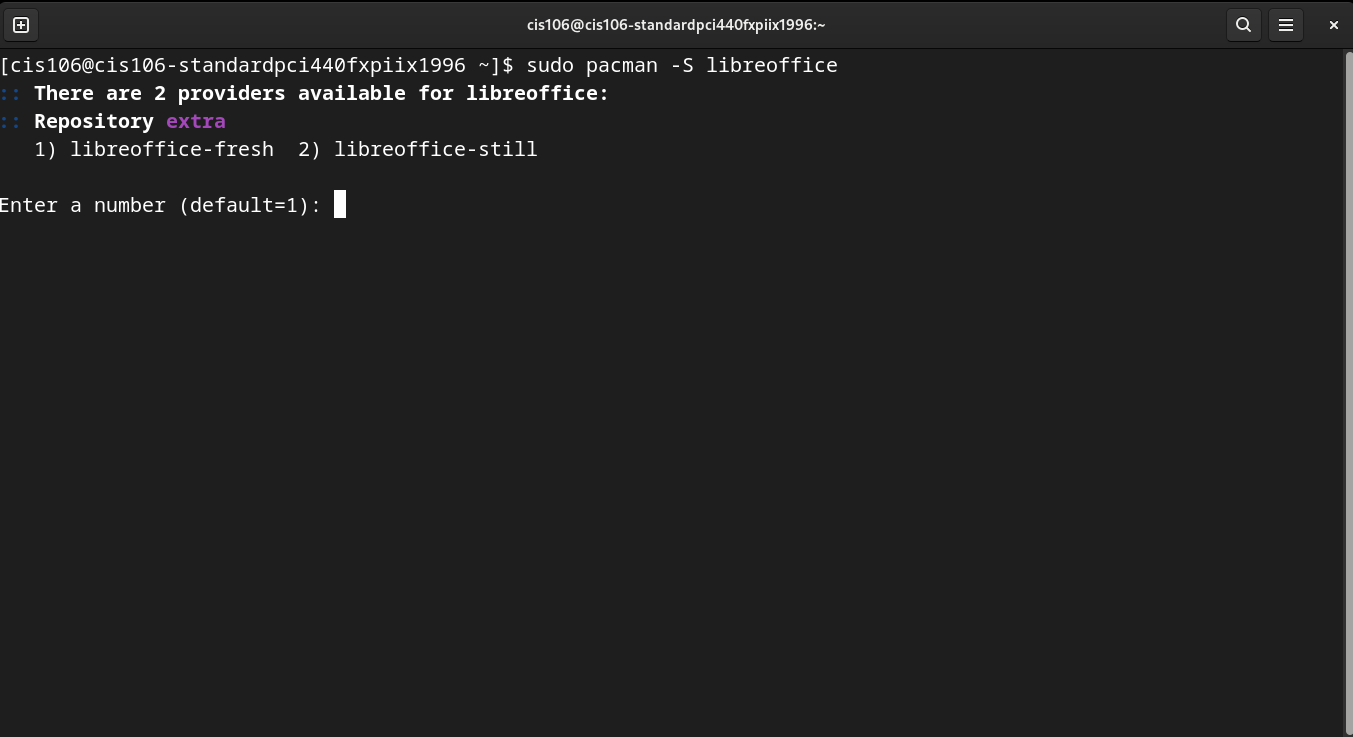 cis106@cis106-standardpci440fxpiix1996:~
[cis106@cis106-standardpci440fxpiix1996 ~]$ sudo pacman -S libreoffice
:: There are 2 providers available for libreoffice:
:: Repository extra
   1) libreoffice-fresh  2) libreoffice-still
Enter a number (default=1):